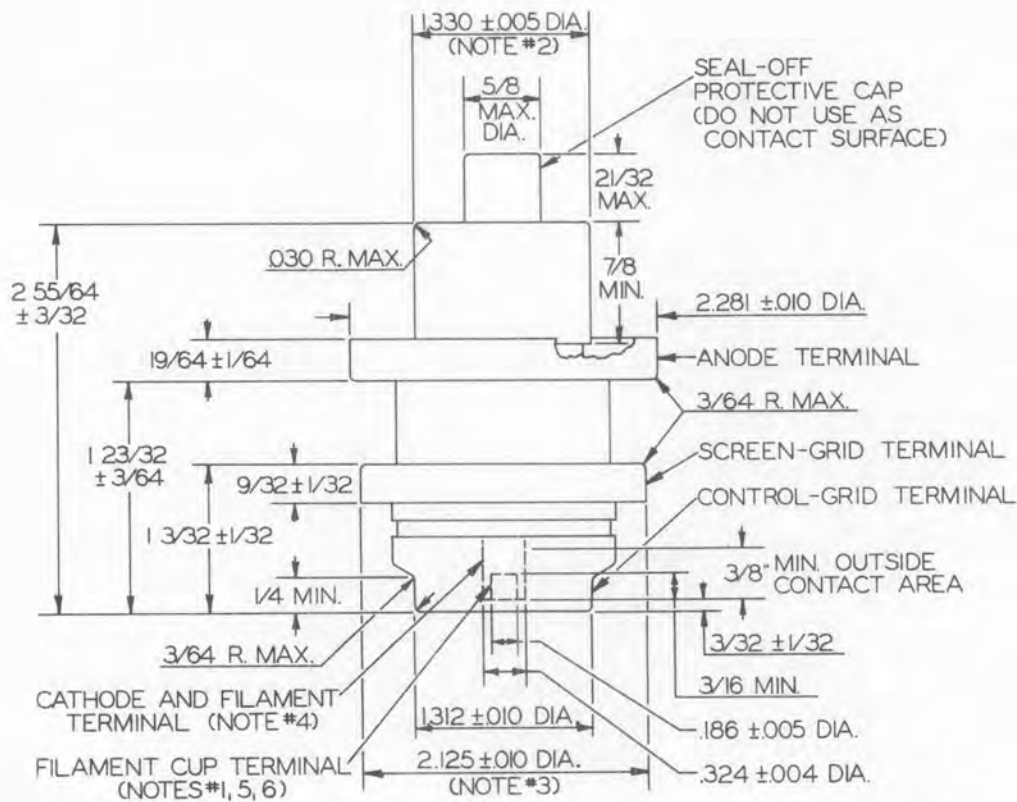 1.330 ±.005 DIA.
(NOTE #2)
5/8
MAX.
DIA.
SEAL-OFF
PROTECTIVE CAP
(DO NOT USE AS
CONTACT SURFACE)
21/32
MAX.
.030 R. MAX.
7/8
MIN.
2 55/64
± 3/32
2.281 ±.010 DIA.
19/64 ±1/64
ANODE TERMINAL
3/64 R. MAX.
1 23/32
± 3/64
SCREEN-GRID TERMINAL
9/32 ±1/32
CONTROL-GRID TERMINAL
1 3/32 ±1/32
3/8" MIN. OUTSIDE
CONTACT AREA
1/4 MIN.
3/32 ±1/32
3/64 R. MAX.
3/16 MIN.
CATHODE AND FILAMENT
TERMINAL (NOTE #4)
1.312 ±.010 DIA.
.186 ±.005 DIA.
FILAMENT CUP TERMINAL
(NOTES #1, 5, 6)
2.125 ±.010 DIA.
(NOTE #3)
.324 ±.004 DIA.